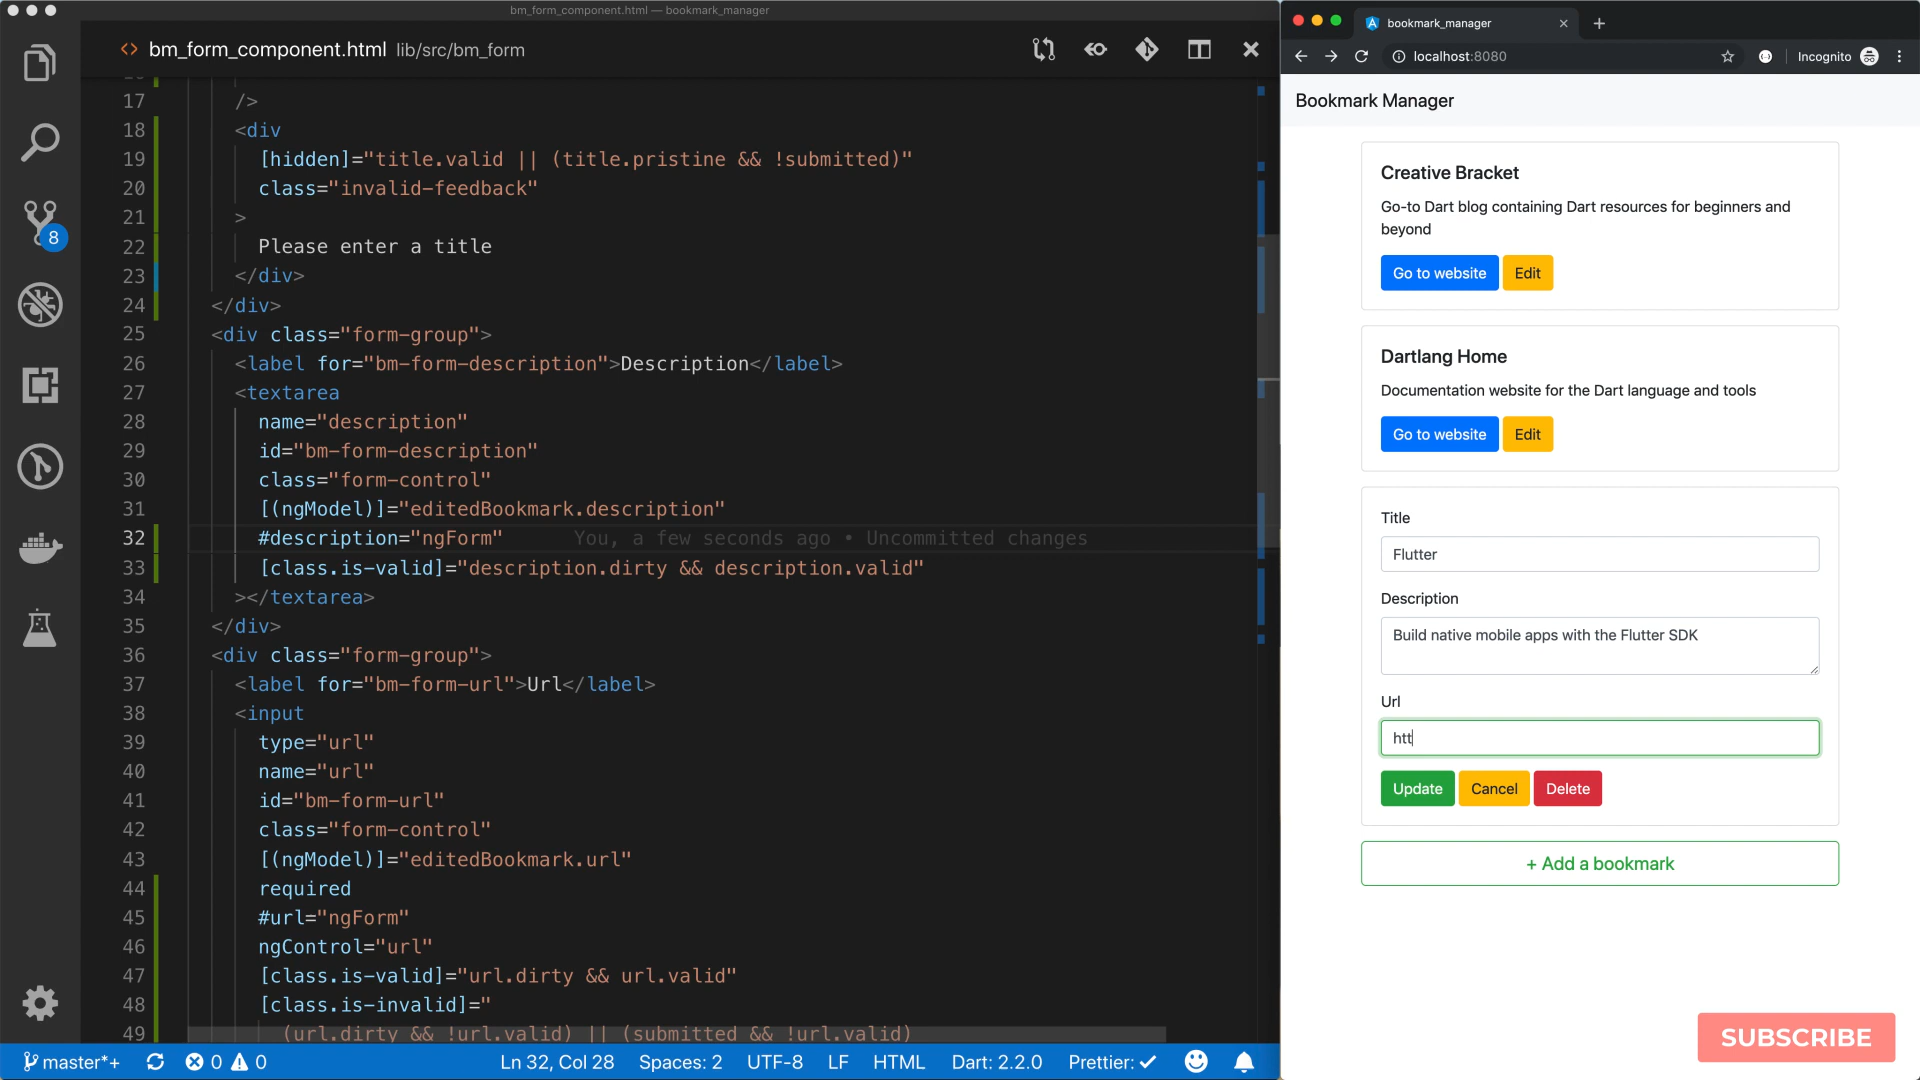 bm_form_component.html — bookmark_manager
<> bm_form_component.html lib/src/bm_form
17 />
18 <div
19 [hidden]="title.valid || (title.pristine && !submitted)"
20 class="invalid-feedback"
21 >
22 Please enter a title
23 </div>
24 </div>
25 <div class="form-group">
26 <label for="bm-form-description">Description</label>
27 <textarea
28 name="description"
29 id="bm-form-description"
30 class="form-control"
31 [(ngModel)]="editedBookmark.description"
32 #description="ngForm" You, a few seconds ago • Uncommitted changes
33 [class.is-valid]="description.dirty && description.valid"
34 ></textarea>
35 </div>
36 <div class="form-group">
37 <label for="bm-form-url">Url</label>
38 <input
39 type="url"
40 name="url"
41 id="bm-form-url"
42 class="form-control"
43 [(ngModel)]="editedBookmark.url"
44 required
45 #url="ngForm"
46 ngControl="url"
47 [class.is-valid]="url.dirty && url.valid"
48 [class.is-invalid]="
49 (url.dirty && !url.valid) || (submitted && !url.valid)
8
master*+ 0 0 Ln 32, Col 28 Spaces: 2 UTF-8 LF HTML Dart: 2.2.0 Prettier: ✓
bookmark_manager
localhost:8080 Incognito
Bookmark Manager
Creative Bracket
Go-to Dart blog containing Dart resources for beginners and
beyond
Go to website Edit
Dartlang Home
Documentation website for the Dart language and tools
Go to website Edit
Title
Flutter
Description
Build native mobile apps with the Flutter SDK
Url
htt
Update Cancel Delete
+ Add a bookmark
SUBSCRIBE